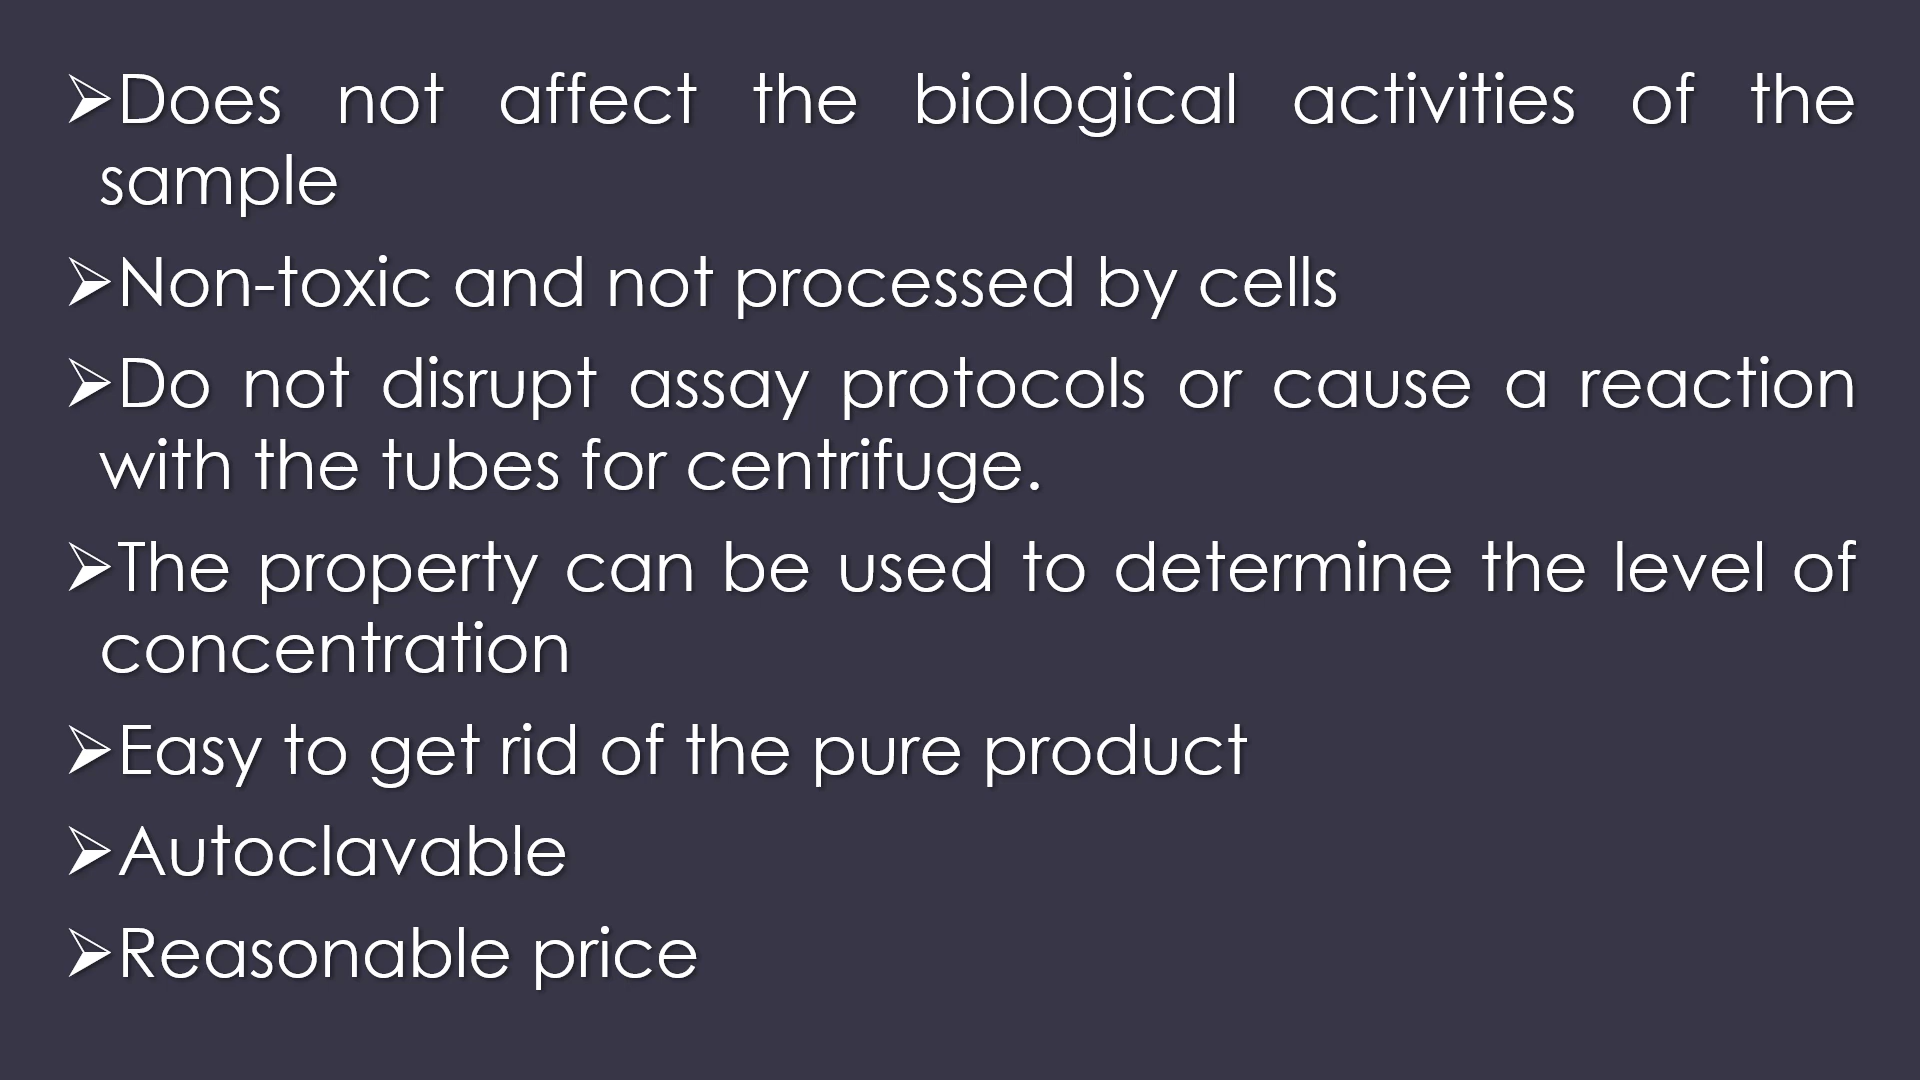 ➢Does not affect the biological activities of the
sample
➢Non-toxic and not processed by cells
➢Do not disrupt assay protocols or cause a reaction
with the tubes for centrifuge.
➢The property can be used to determine the level of
concentration
➢Easy to get rid of the pure product
➢Autoclavable
➢Reasonable price